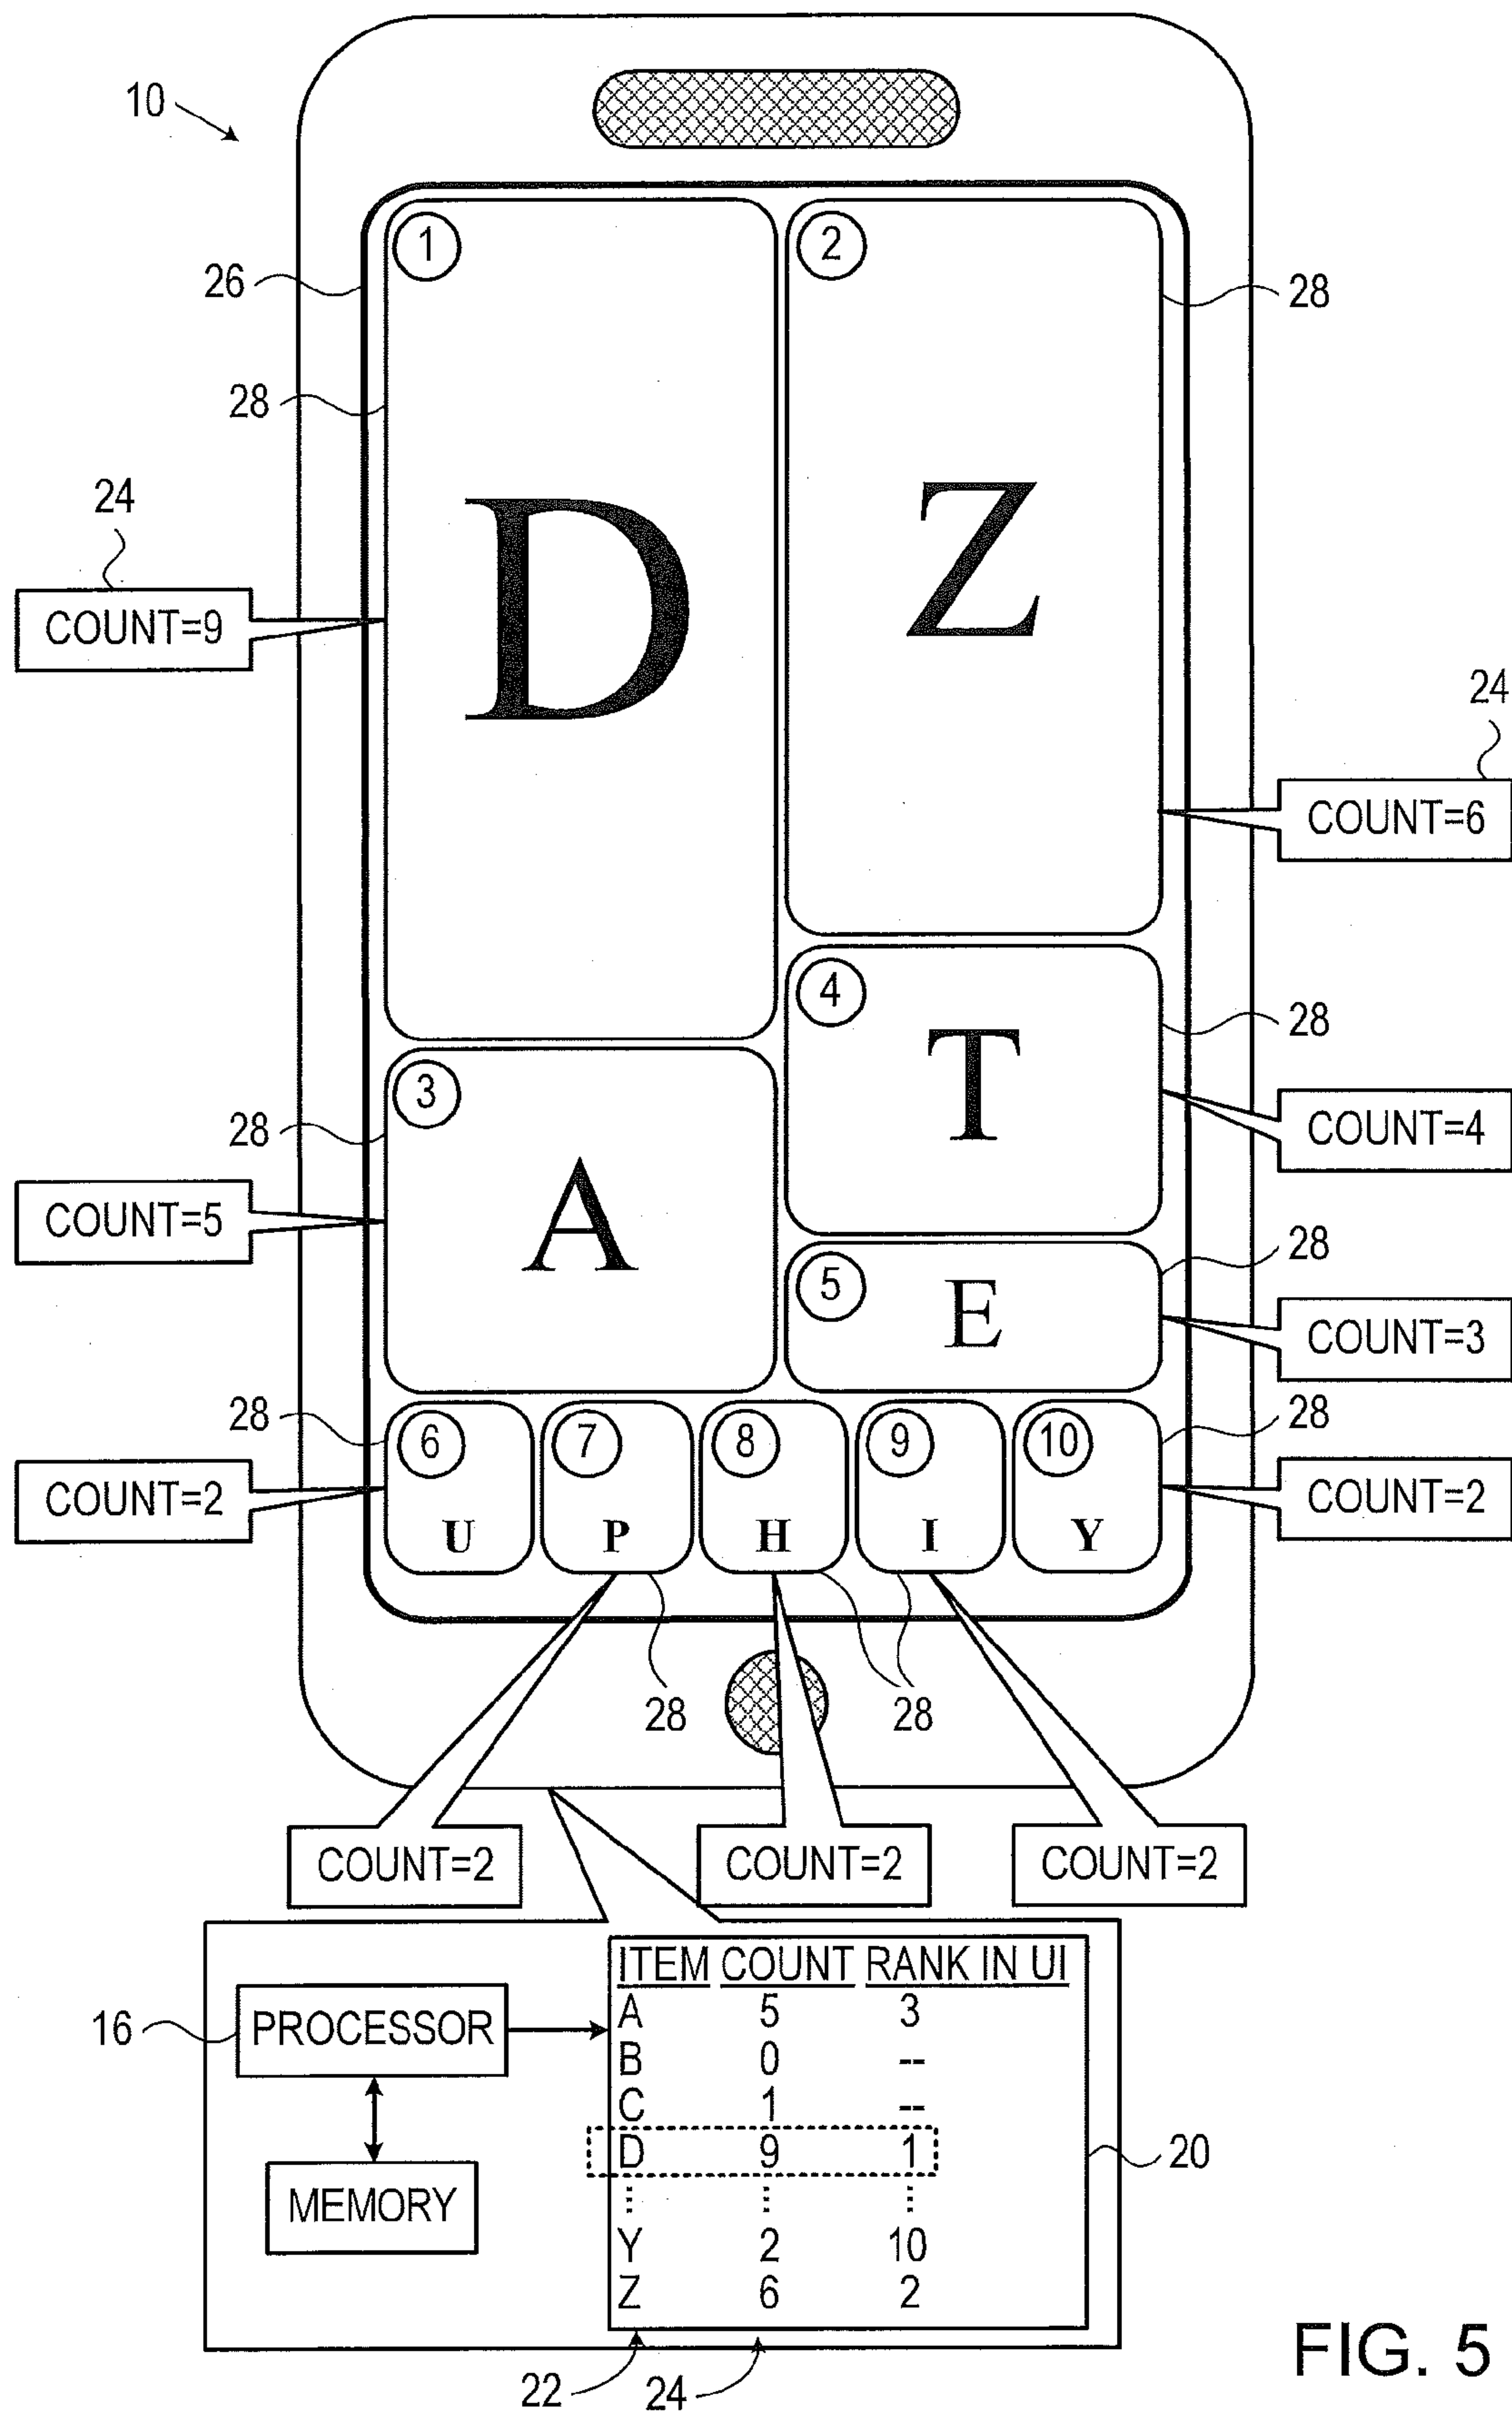 10
1
2
26
28
28
D
Z
24
COUNT=9
24
COUNT=6
4
28
T
3
28
COUNT=4
A
COUNT=5
28
5
E
COUNT=3
28
6
7
8
9
10
28
COUNT=2
COUNT=2
U
P
H
I
Y
28
28
COUNT=2
COUNT=2
COUNT=2
ITEM COUNT RANK IN UI
A 5 3
16
PROCESSOR
B 0 --
C 1 --
D 9 1
20
MEMORY
⋮ ⋮ ⋮
Y 2 10
Z 6 2
22
24
FIG. 5